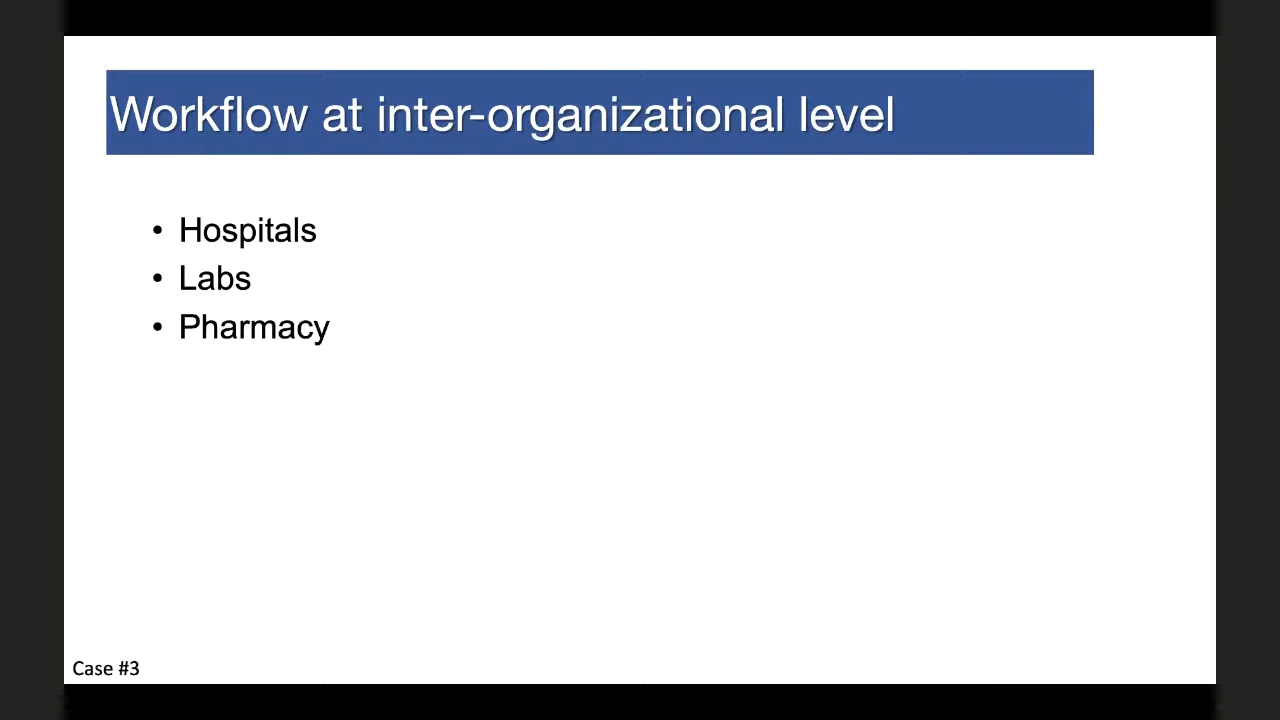 Workflow at inter-organizational level
• Hospitals
• Labs
• Pharmacy
Case #3